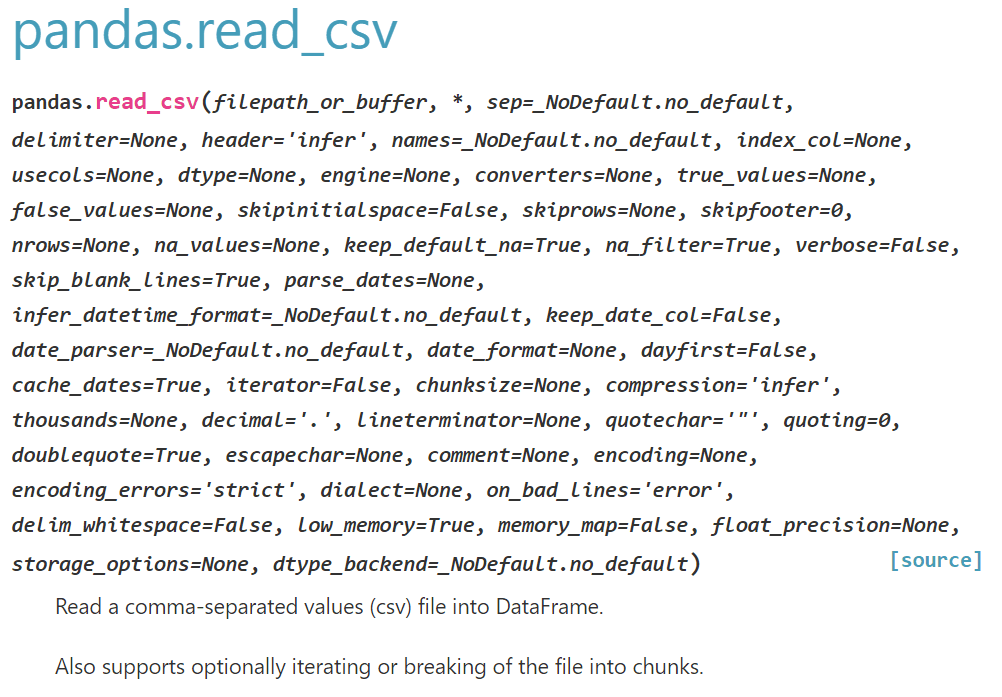 pandas.read_csv
pandas.read_csv(filepath_or_buffer, *, sep=_NoDefault.no_default,
delimiter=None, header='infer', names=_NoDefault.no_default, index_col=None,
usecols=None, dtype=None, engine=None, converters=None, true_values=None,
false_values=None, skipinitialspace=False, skiprows=None, skipfooter=0,
nrows=None, na_values=None, keep_default_na=True, na_filter=True, verbose=False,
skip_blank_lines=True, parse_dates=None,
infer_datetime_format=_NoDefault.no_default, keep_date_col=False,
date_parser=_NoDefault.no_default, date_format=None, dayfirst=False,
cache_dates=True, iterator=False, chunksize=None, compression='infer',
thousands=None, decimal='.', lineterminator=None, quotechar='"', quoting=0,
doublequote=True, escapechar=None, comment=None, encoding=None,
encoding_errors='strict', dialect=None, on_bad_lines='error',
delim_whitespace=False, low_memory=True, memory_map=False, float_precision=None,
storage_options=None, dtype_backend=_NoDefault.no_default) [source]
Read a comma-separated values (csv) file into DataFrame.
Also supports optionally iterating or breaking of the file into chunks.